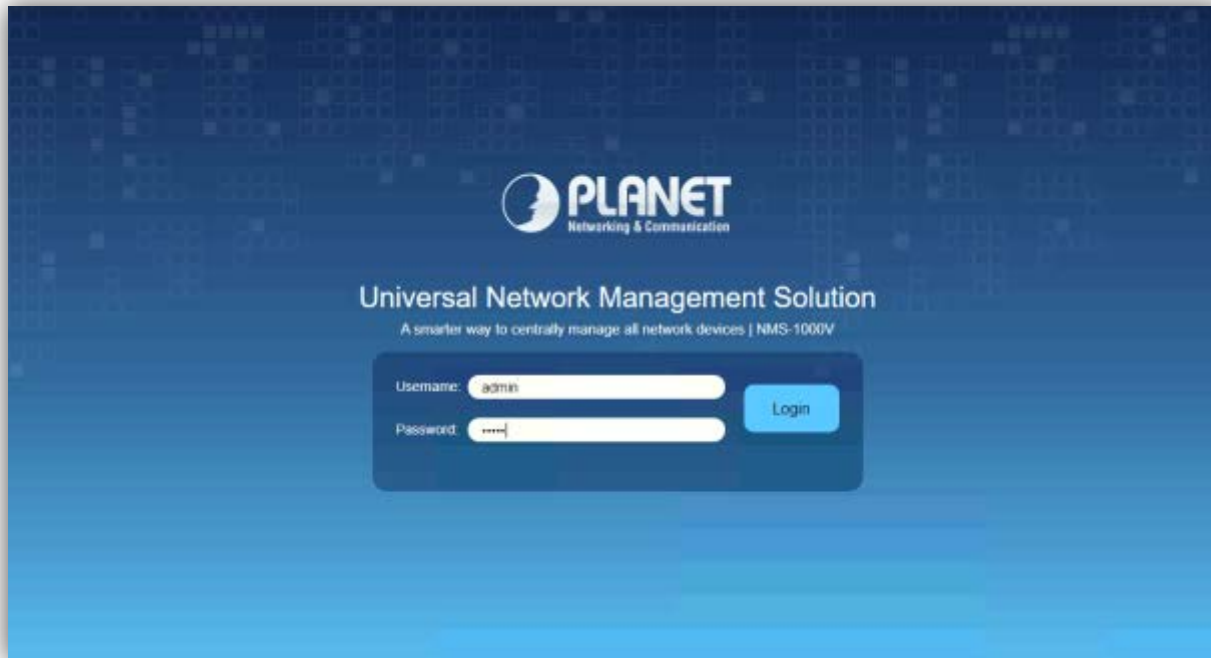 PLANET
Networking & Communication
Universal Network Management Solution
A smarter way to centrally manage all network devices | NMS-1000V
Username: admin
Login
Password: •••••